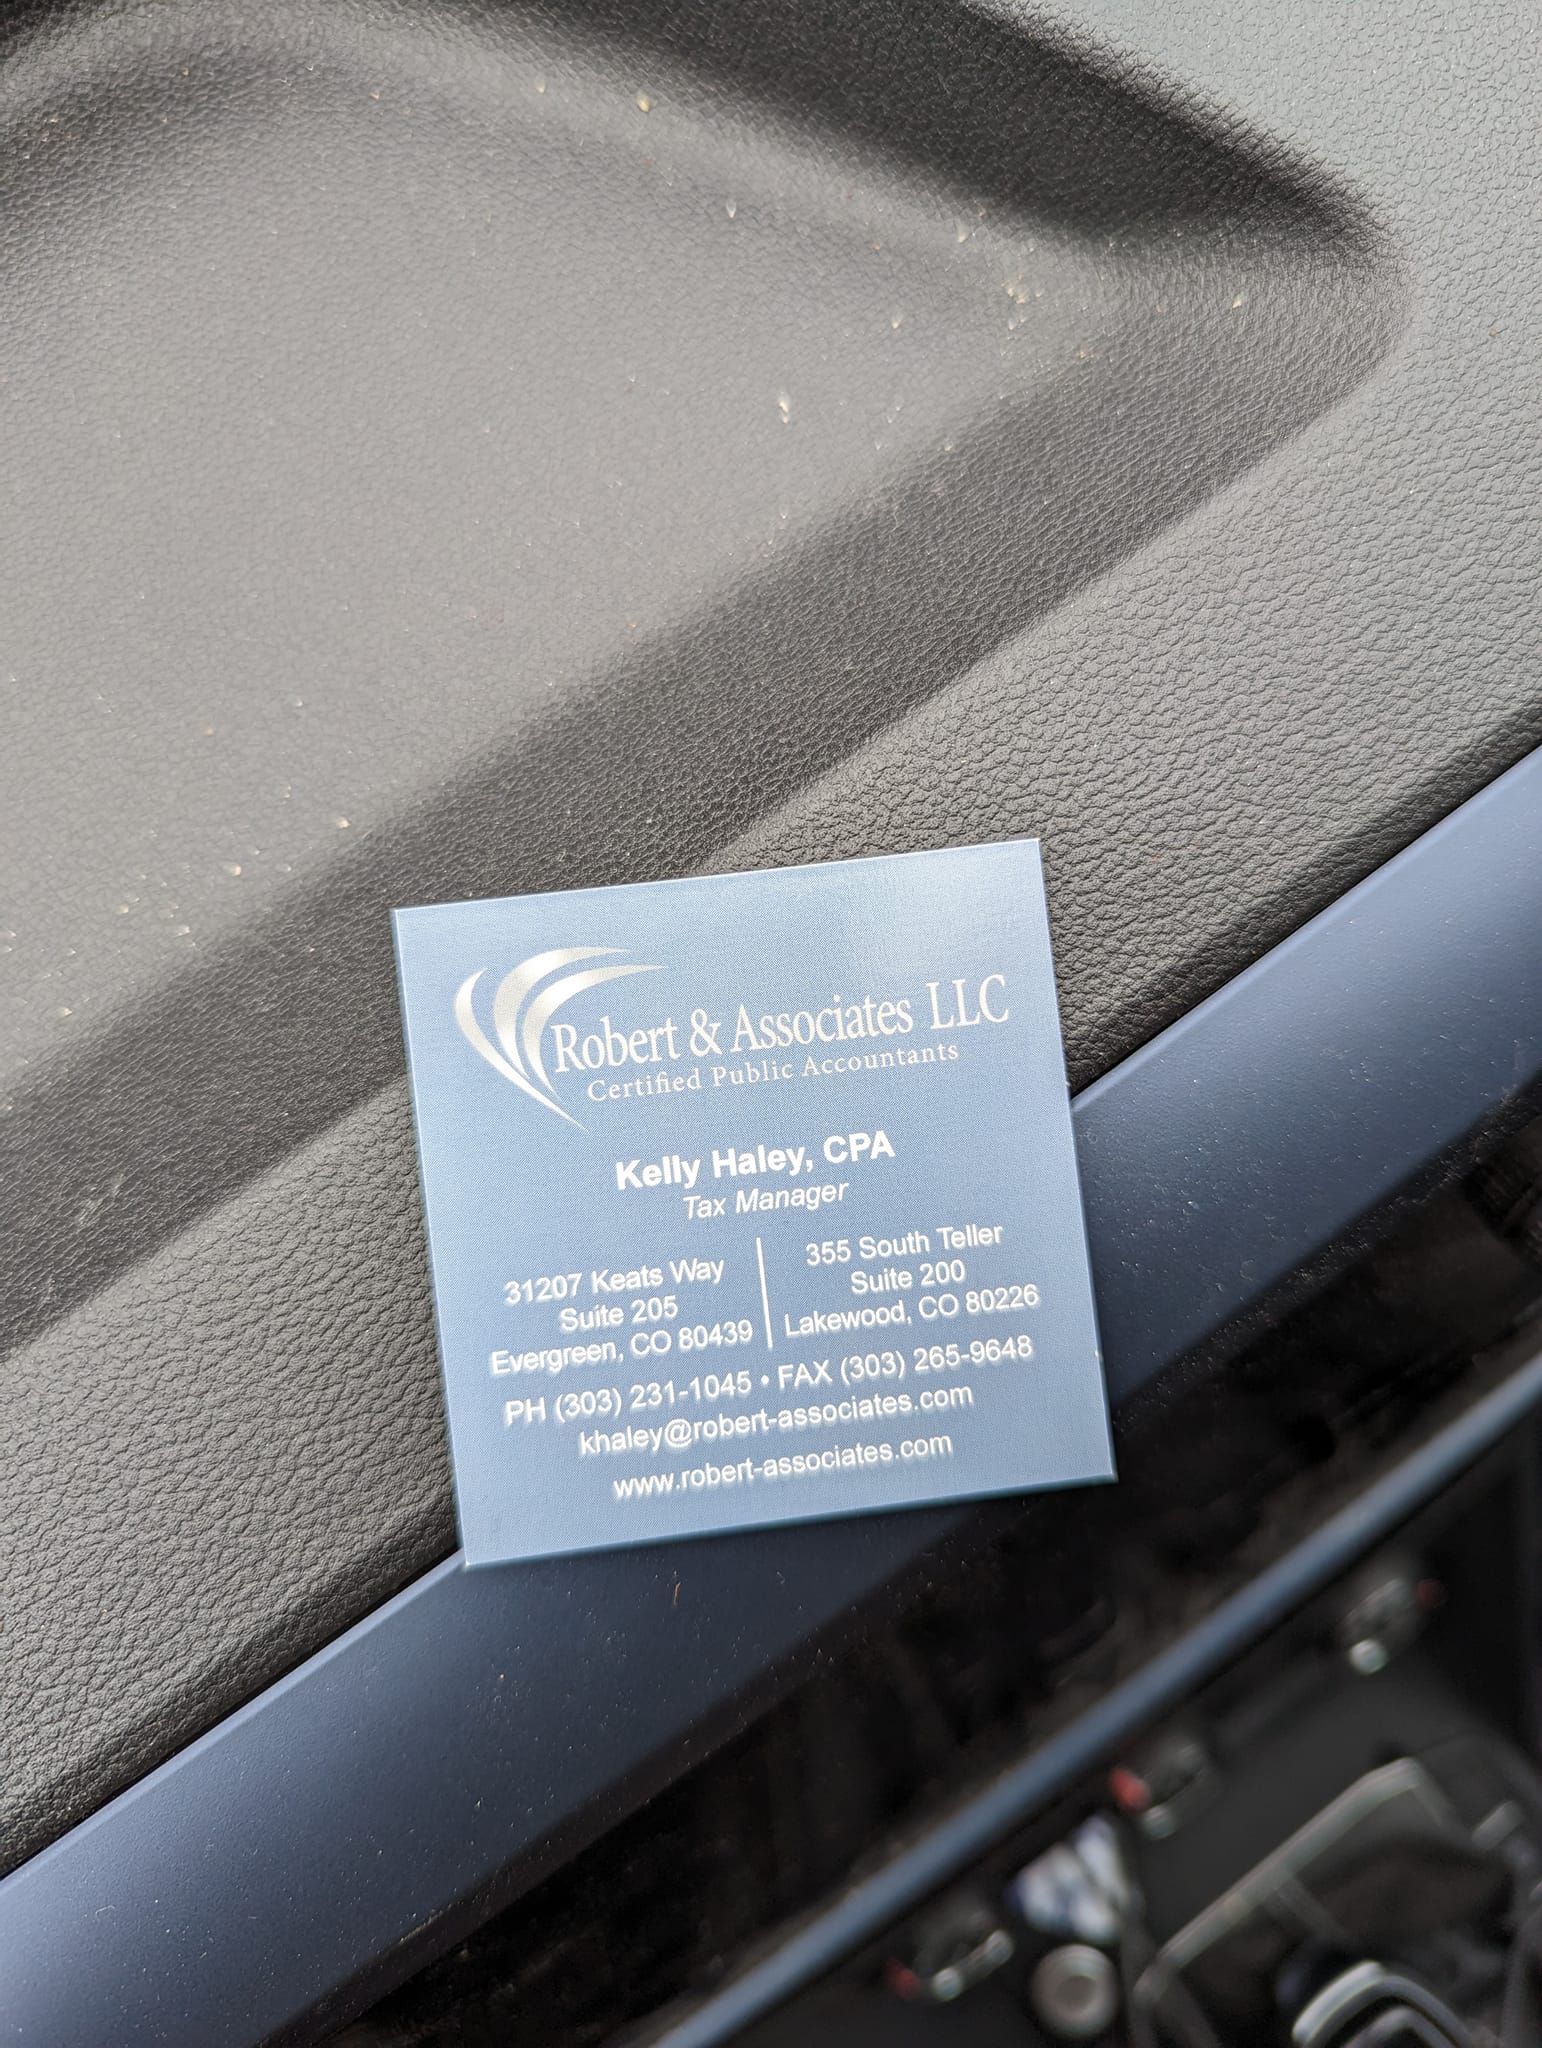 Robert & Associates LLC
Certified Public Accountants
Kelly Haley, CPA
Tax Manager
31207 Keats Way
Suite 205
Evergreen, CO 80439
355 South Teller
Suite 200
Lakewood, CO 80226
PH (303) 231-1045 • FAX (303) 265-9648
khaley@robert-associates.com
www.robert-associates.com